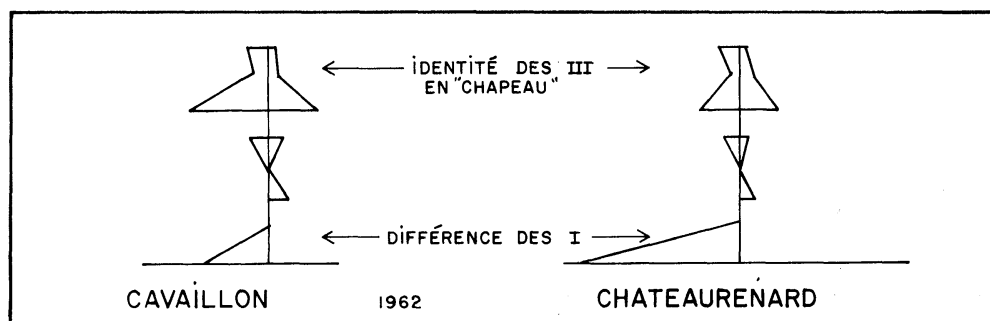 IDENTITÉ DES III
EN "CHAPEAU"
DIFFÉRENCE DES I
CAVAILLON
1962
CHATEAURENARD